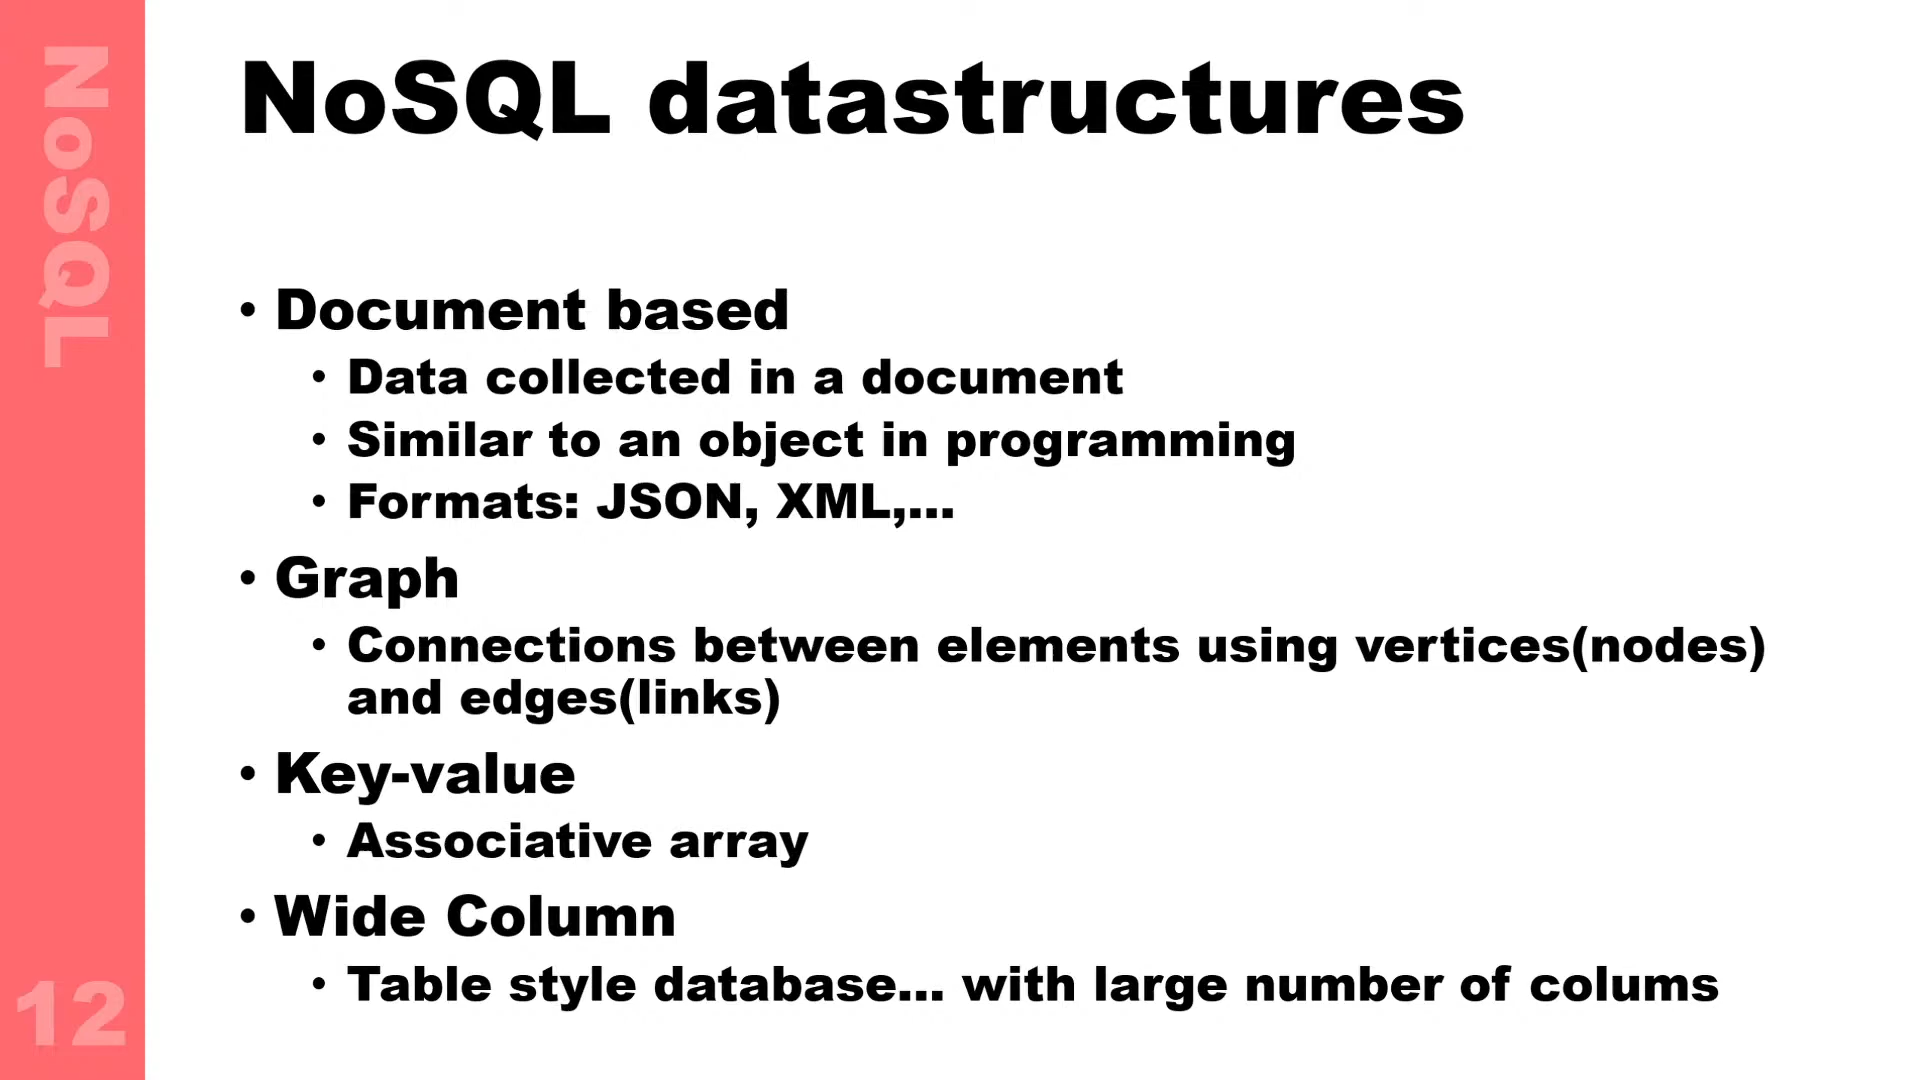 NoSQL
NoSQL datastructures
• Document based
• Data collected in a document
• Similar to an object in programming
• Formats: JSON, XML,...
• Graph
• Connections between elements using vertices(nodes)
and edges(links)
• Key-value
• Associative array
• Wide Column
• Table style database... with large number of colums
12